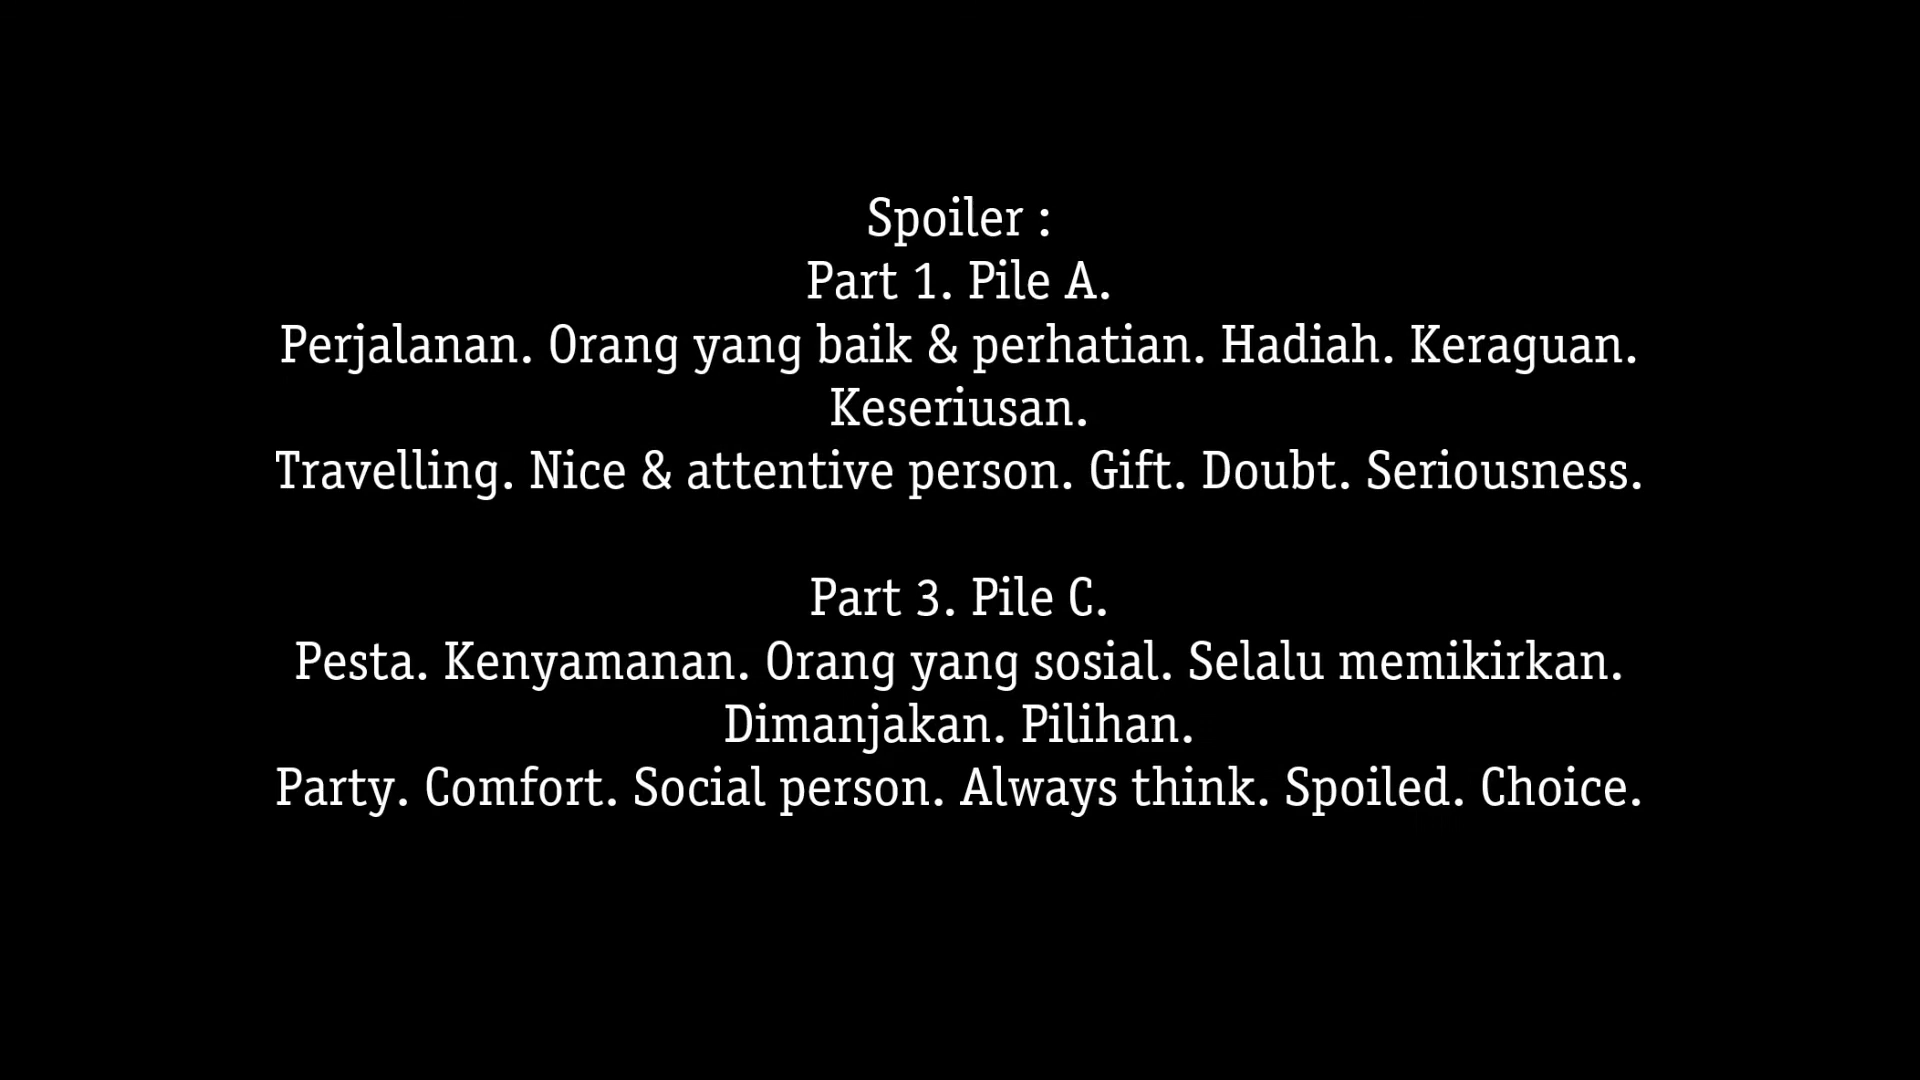 Spoiler :
Part 1. Pile A.
Perjalanan. Orang yang baik & perhatian. Hadiah. Keraguan.
Keseriusan.
Travelling. Nice & attentive person. Gift. Doubt. Seriousness.
Part 3. Pile C.
Pesta. Kenyamanan. Orang yang sosial. Selalu memikirkan.
Dimanjakan. Pilihan.
Party. Comfort. Social person. Always think. Spoiled. Choice.